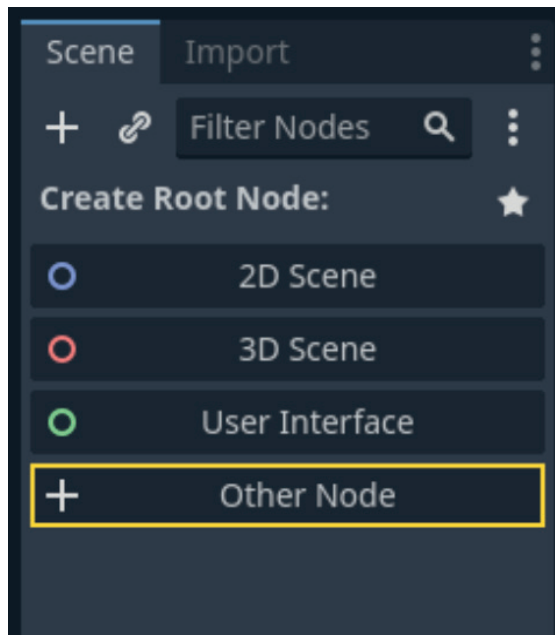 Scene Import
Filter Nodes
Create Root Node:
2D Scene
3D Scene
User Interface
Other Node